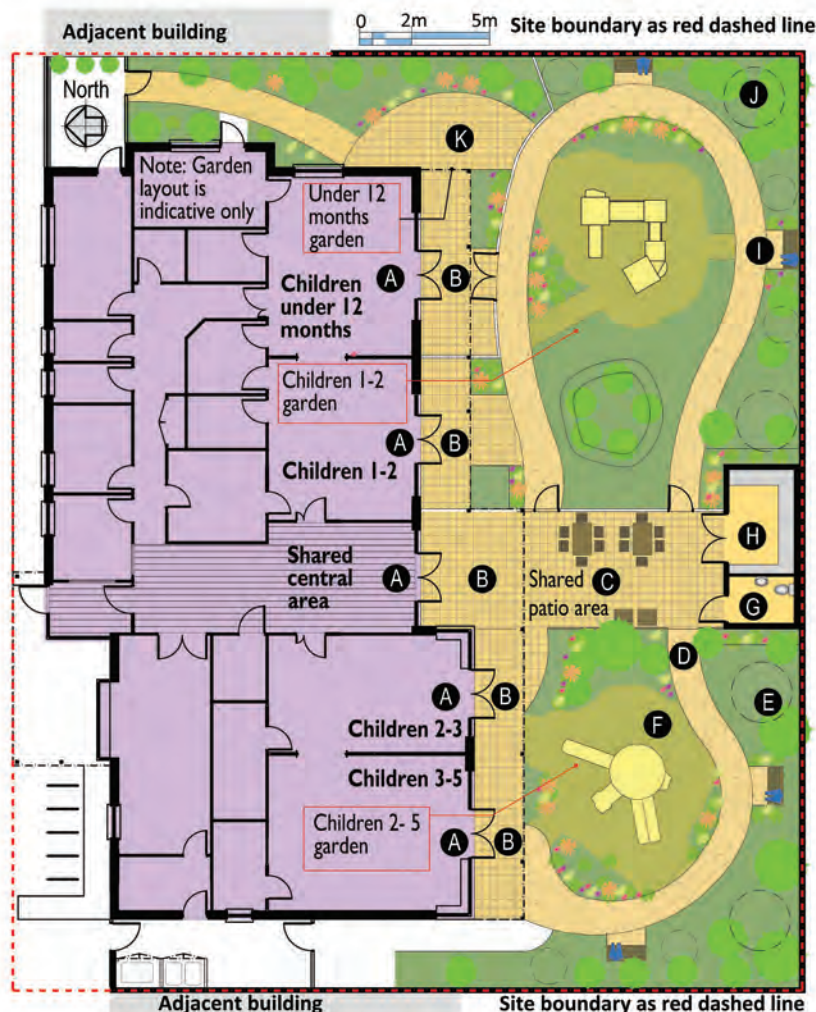 Adjacent building
0 2m 5m
Site boundary as red dashed line
North
J
K
Note: Garden
layout is
indicative only
Under 12
months
garden
I
A
B
Children
under 12
months
Children 1-2
garden
A
B
Children 1-2
H
Shared
central
area
A
B
Shared
patio area
C
G
D
E
A
B
Children 2-3
F
Children 3-5
Children 2- 5
garden
A
B
Adjacent building
Site boundary as red dashed line